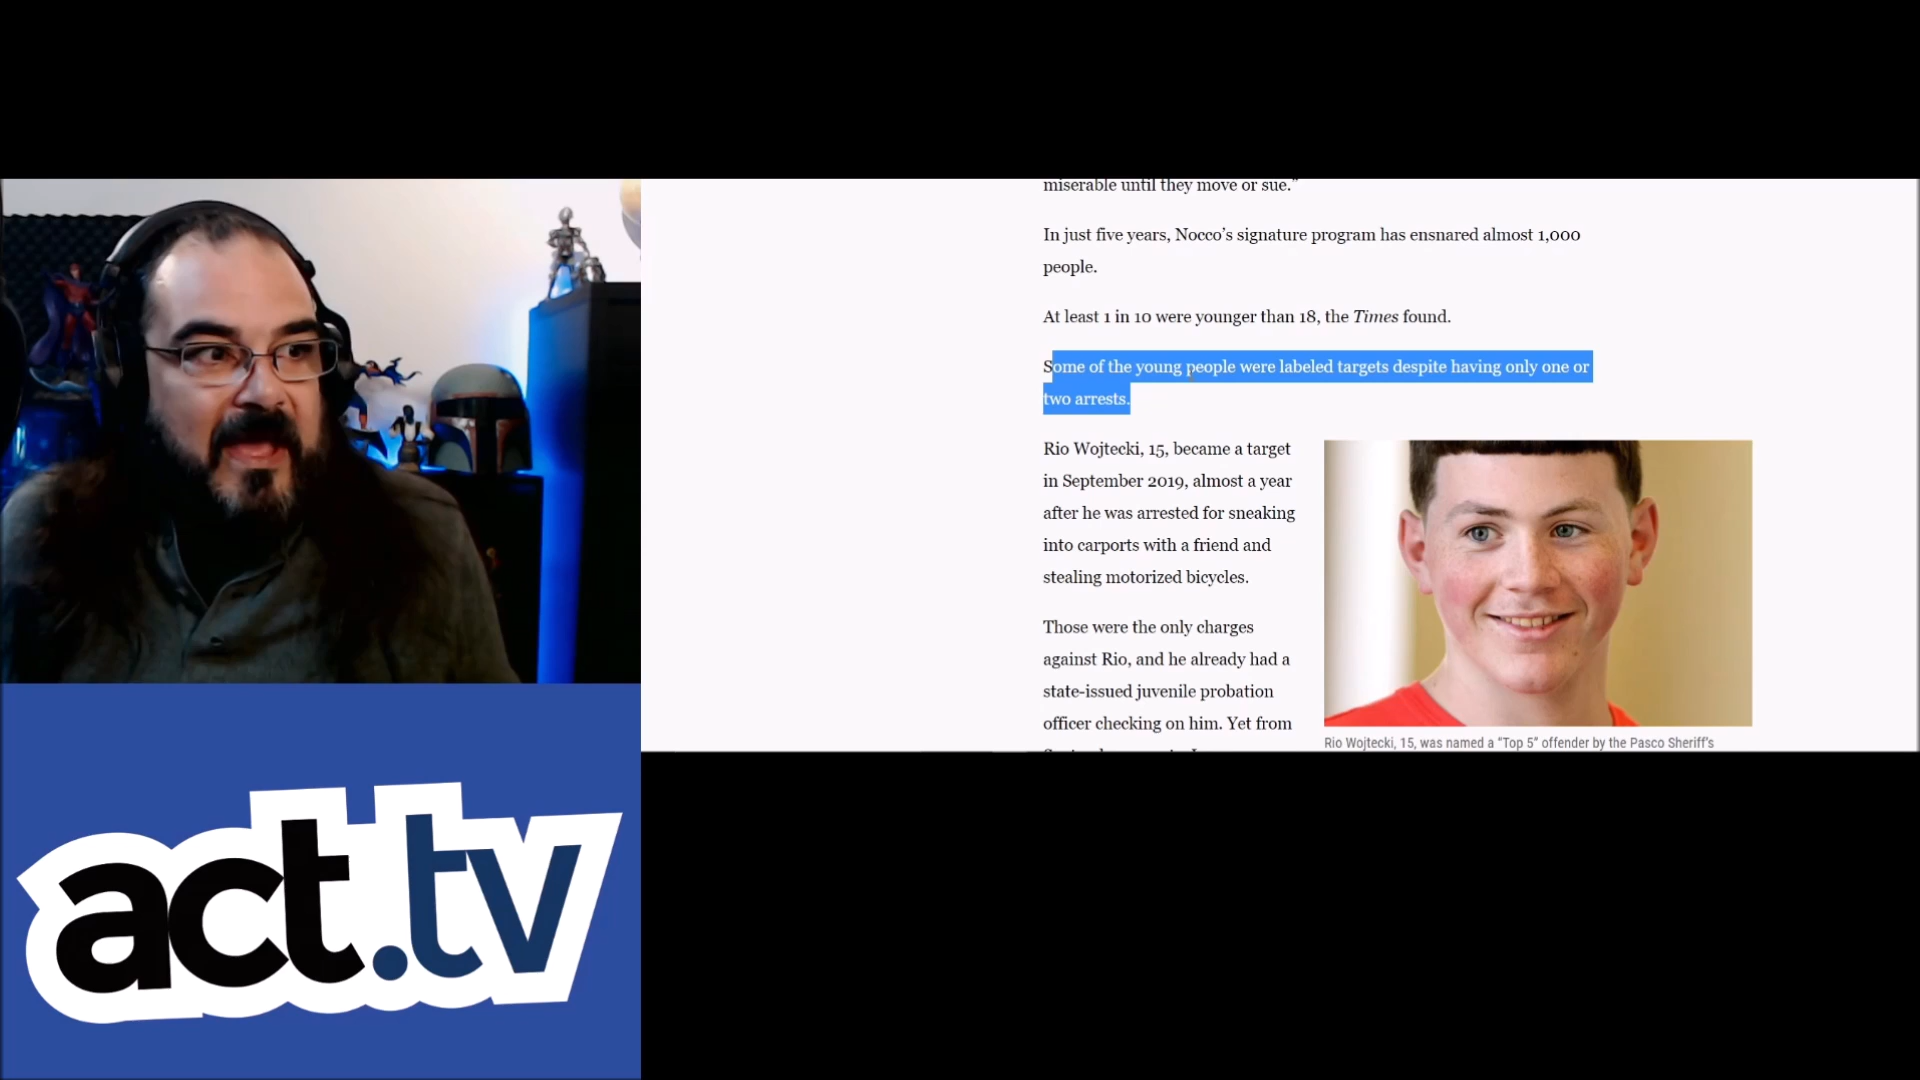 miserable until they move or sue."
In just five years, Nocco's signature program has ensnared almost 1,000
people.
At least 1 in 10 were younger than 18, the Times found.
Some of the young people were labeled targets despite having only one or
two arrests.
Rio Wojtecki, 15, became a target
in September 2019, almost a year
after he was arrested for sneaking
into carports with a friend and
stealing motorized bicycles.
Those were the only charges
against Rio, and he already had a
state-issued juvenile probation
officer checking on him. Yet from
Rio Wojtecki, 15, was named a "Top 5" offender by the Pasco Sheriff's
act.tv